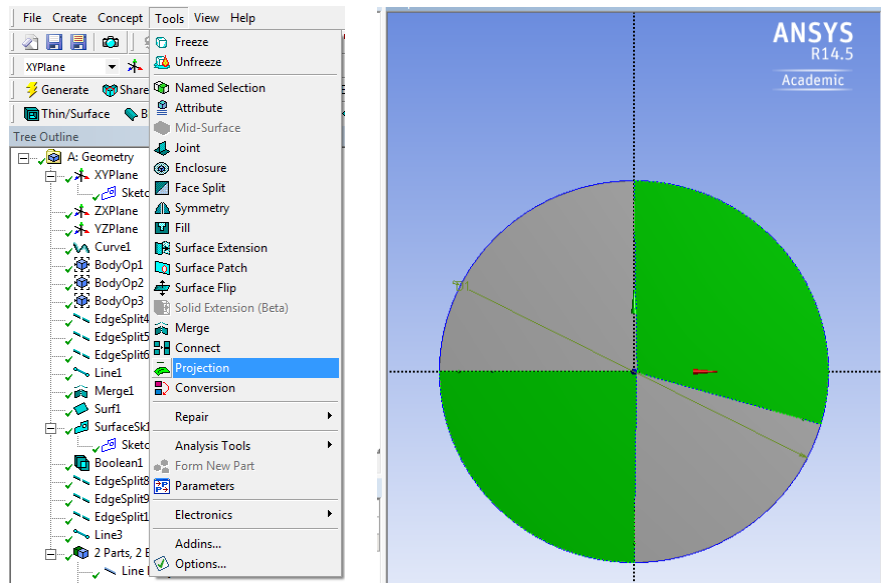 File Create Concept Tools View Help
XYPlane
Generate Share
Thin/Surface B
Tree Outline
A: Geometry
XYPlane
Sketc
ZXPlane
YZPlane
Curve1
BodyOp1
BodyOp2
BodyOp3
EdgeSplit4
EdgeSplit5
EdgeSplit6
Line1
Merge1
Surf1
SurfaceSk1
Sketc
Boolean1
EdgeSplit8
EdgeSplit9
EdgeSplit1
Line3
2 Parts, 2 B
Line
Freeze
Unfreeze
Named Selection
Attribute
Mid-Surface
Joint
Enclosure
Face Split
Symmetry
Fill
Surface Extension
Surface Patch
Surface Flip
Solid Extension (Beta)
Merge
Connect
Projection
Conversion
Repair
Analysis Tools
Form New Part
Parameters
Electronics
Addins...
Options...
ANSYS
R14.5
Academic